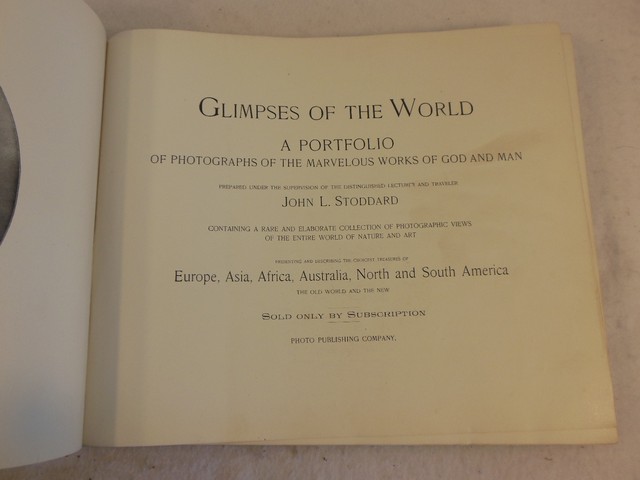 GLIMPSES OF THE WORLD
A PORTFOLIO
OF PHOTOGRAPHS OF THE MARVELOUS WORKS OF GOD AND MAN
PREPARED UNDER THE SUPERVISION OF THE DISTINGUISHED LECTURER AND TRAVELER
JOHN L. STODDARD
CONTAINING A RARE AND ELABORATE COLLECTION OF PHOTOGRAPHIC VIEWS
OF THE ENTIRE WORLD OF NATURE AND ART
PRESENTING AND DESCRIBING THE CHOICEST TREASURES OF
Europe, Asia, Africa, Australia, North and South America
THE OLD WORLD AND THE NEW
SOLD ONLY BY SUBSCRIPTION
PHOTO PUBLISHING COMPANY.